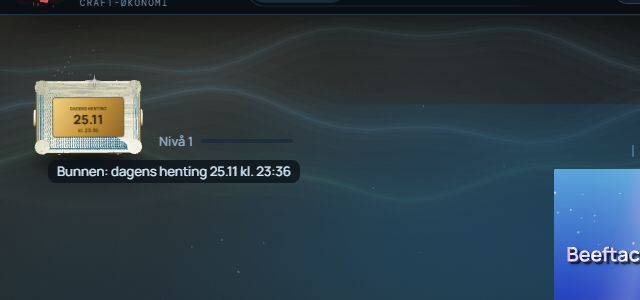 CRAFT-ØKONOMI
DAGENS HENTING
25.11
kl. 23:36
Nivå 1
Bunnen: dagens henting 25.11 kl. 23:36
Beeftac